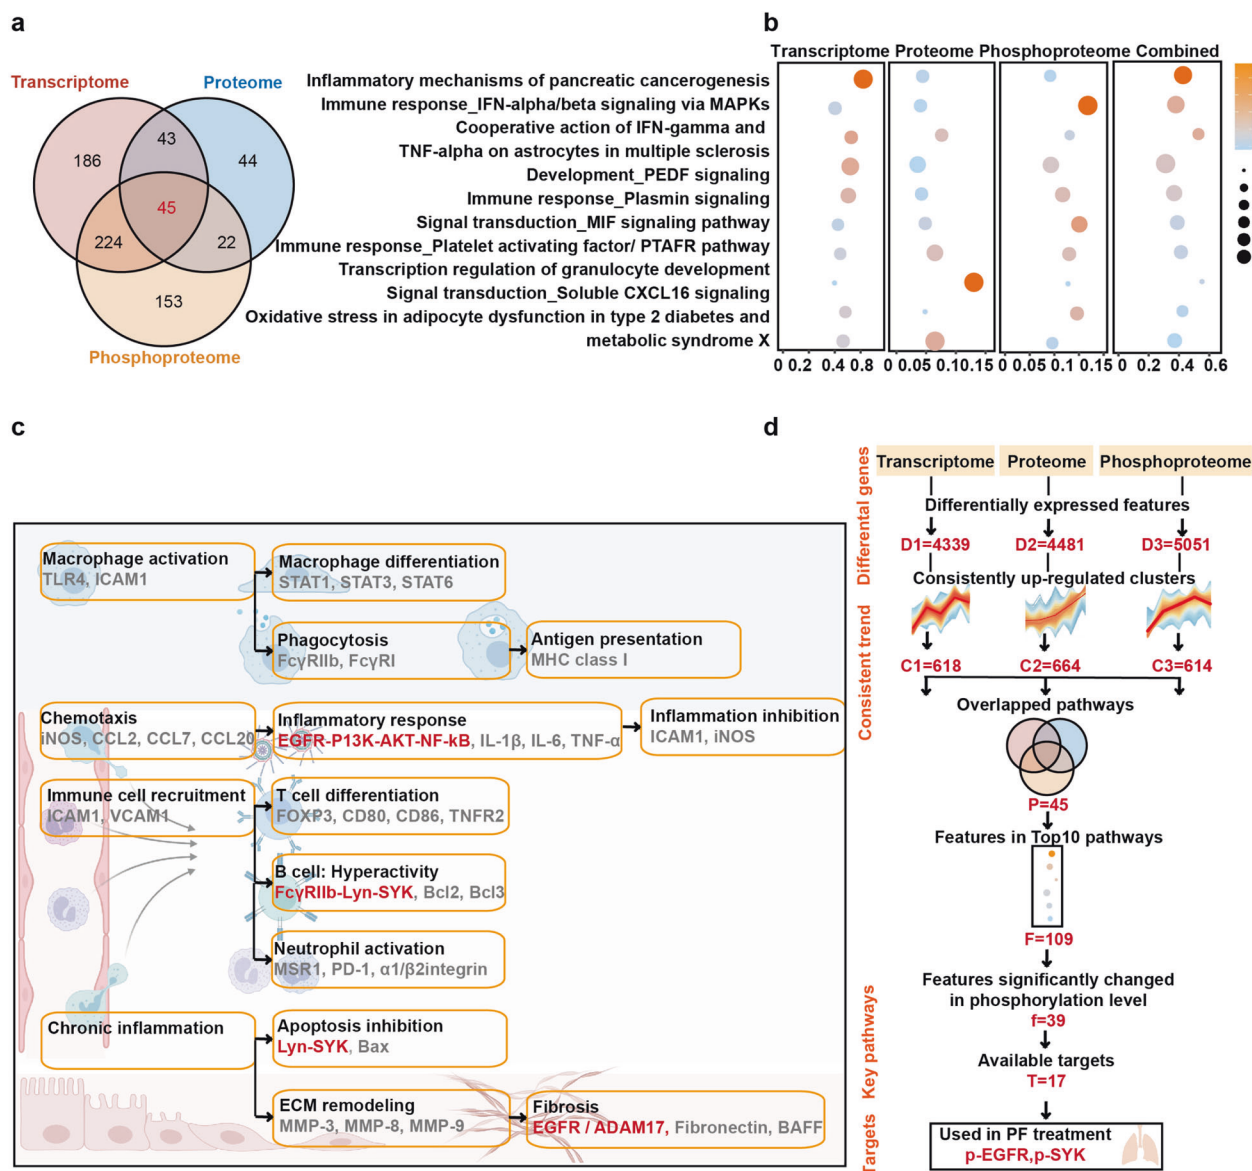 a
Transcriptome
Proteome
43
186
44
45
224
22
153
Phosphoproteome
b
Transcriptome Proteome Phosphoproteome Combined
Inflammatory mechanisms of pancreatic cancerogenesis
Immune response_IFN-alpha/beta signaling via MAPKs
Cooperative action of IFN-gamma and
TNF-alpha on astrocytes in multiple sclerosis
Development_PEDF signaling
Immune response_Plasmin signaling
Signal transduction_MIF signaling pathway
Immune response_Platelet activating factor/ PTAFR pathway
Transcription regulation of granulocyte development
Signal transduction_Soluble CXCL16 signaling
Oxidative stress in adipocyte dysfunction in type 2 diabetes and
metabolic syndrome X
0 0.2 0.4 0.8 0 0.05 0.10 0.15 0 0.05 0.10 0.15 0 0.2 0.4 0.6
c
Macrophage activation
TLR4, ICAM1
Macrophage differentiation
STAT1, STAT3, STAT6
Phagocytosis
FcγRIIb, FcγRI
Antigen presentation
MHC class I
Chemotaxis
iNOS, CCL2, CCL7, CCL20
Inflammatory response
EGFR-P13K-AKT-NF-kB, IL-1β, IL-6, TNF-α
Inflammation inhibition
ICAM1, iNOS
Immune cell recruitment
ICAM1, VCAM1
T cell differentiation
FOXP3, CD80, CD86, TNFR2
B cell: Hyperactivity
FcγRIIb-Lyn-SYK, Bcl2, Bcl3
Neutrophil activation
MSR1, PD-1, α1/β2integrin
Chronic inflammation
Apoptosis inhibition
Lyn-SYK, Bax
ECM remodeling
MMP-3, MMP-8, MMP-9
Fibrosis
EGFR / ADAM17, Fibronectin, BAFF
d
Differential genes
Consistent trend
Key pathways
Targets
Transcriptome Proteome Phosphoproteome
Differentially expressed features
D1=4339 D2=4481 D3=5051
Consistently up-regulated clusters
C1=618 C2=664 C3=614
Overlapped pathways
P=45
Features in Top10 pathways
F=109
Features significantly changed
in phosphorylation level
f=39
Available targets
T=17
Used in PF treatment
p-EGFR,p-SYK